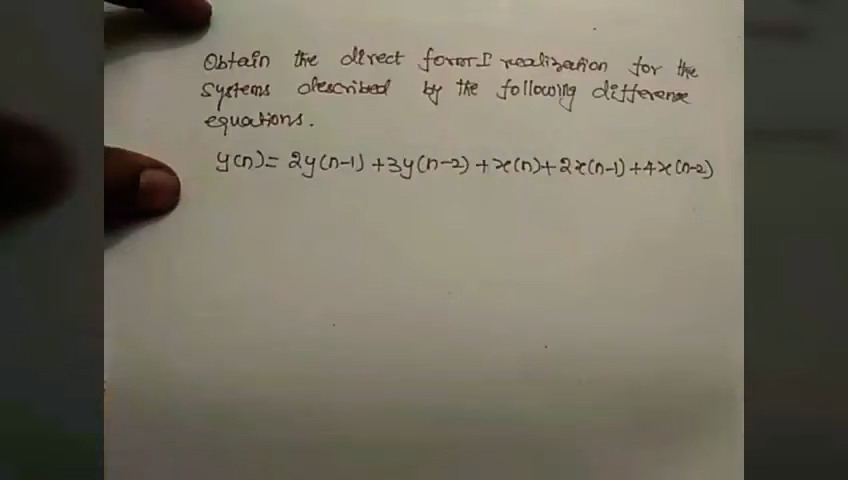 Obtain the direct form-I realization for the
systems described by the following difference
equations.
y(n)= 2y(n-1) +3y(n-2) +x(n)+ 2x(n-1) +4x(n-2)